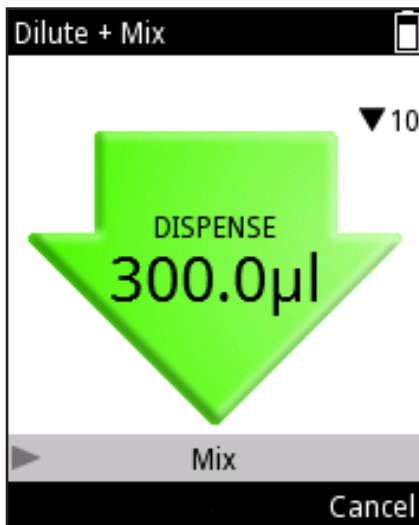 Dilute + Mix
▼ 10
DISPENSE
300.0µl
Mix
Cancel